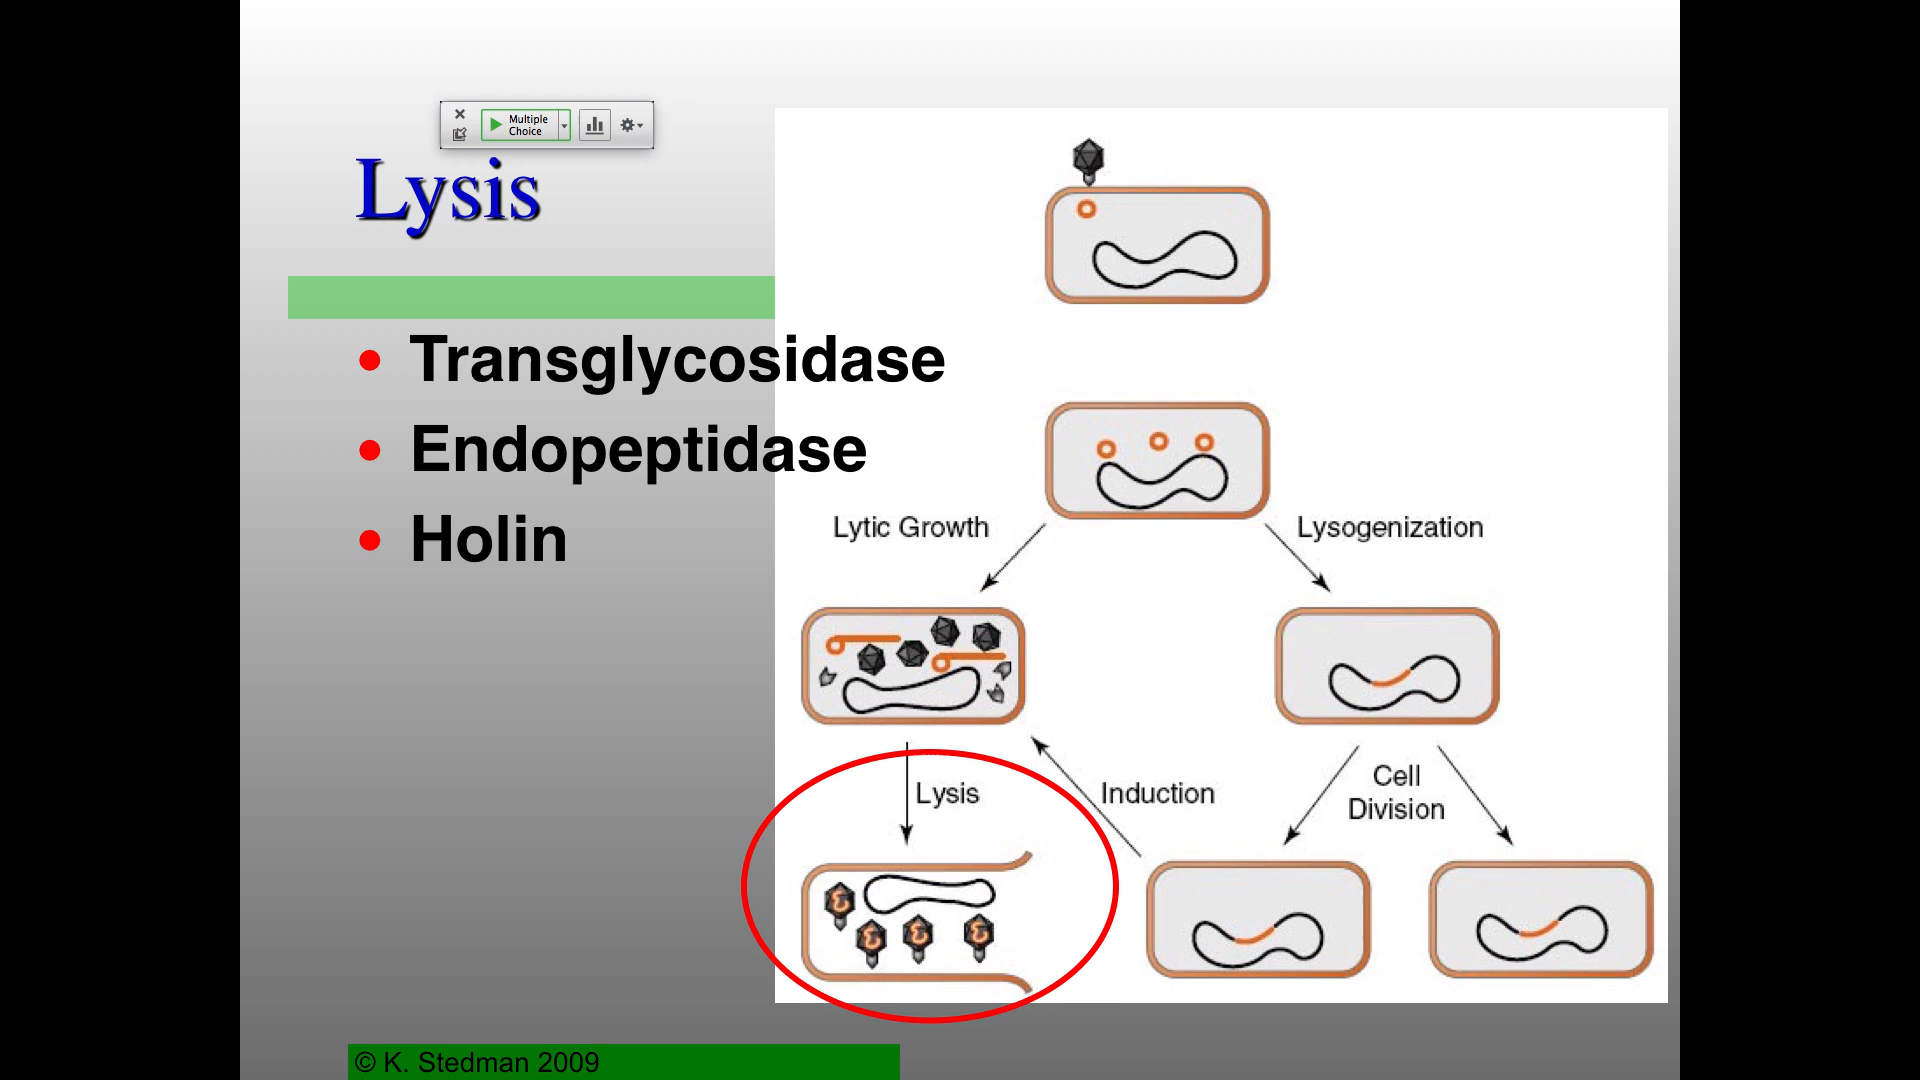 Multiple
Choice
Lysis
• Transglycosidase
• Endopeptidase
• Holin
Lytic Growth
Lysogenization
Lysis
Induction
Cell
Division
© K. Stedman 2009